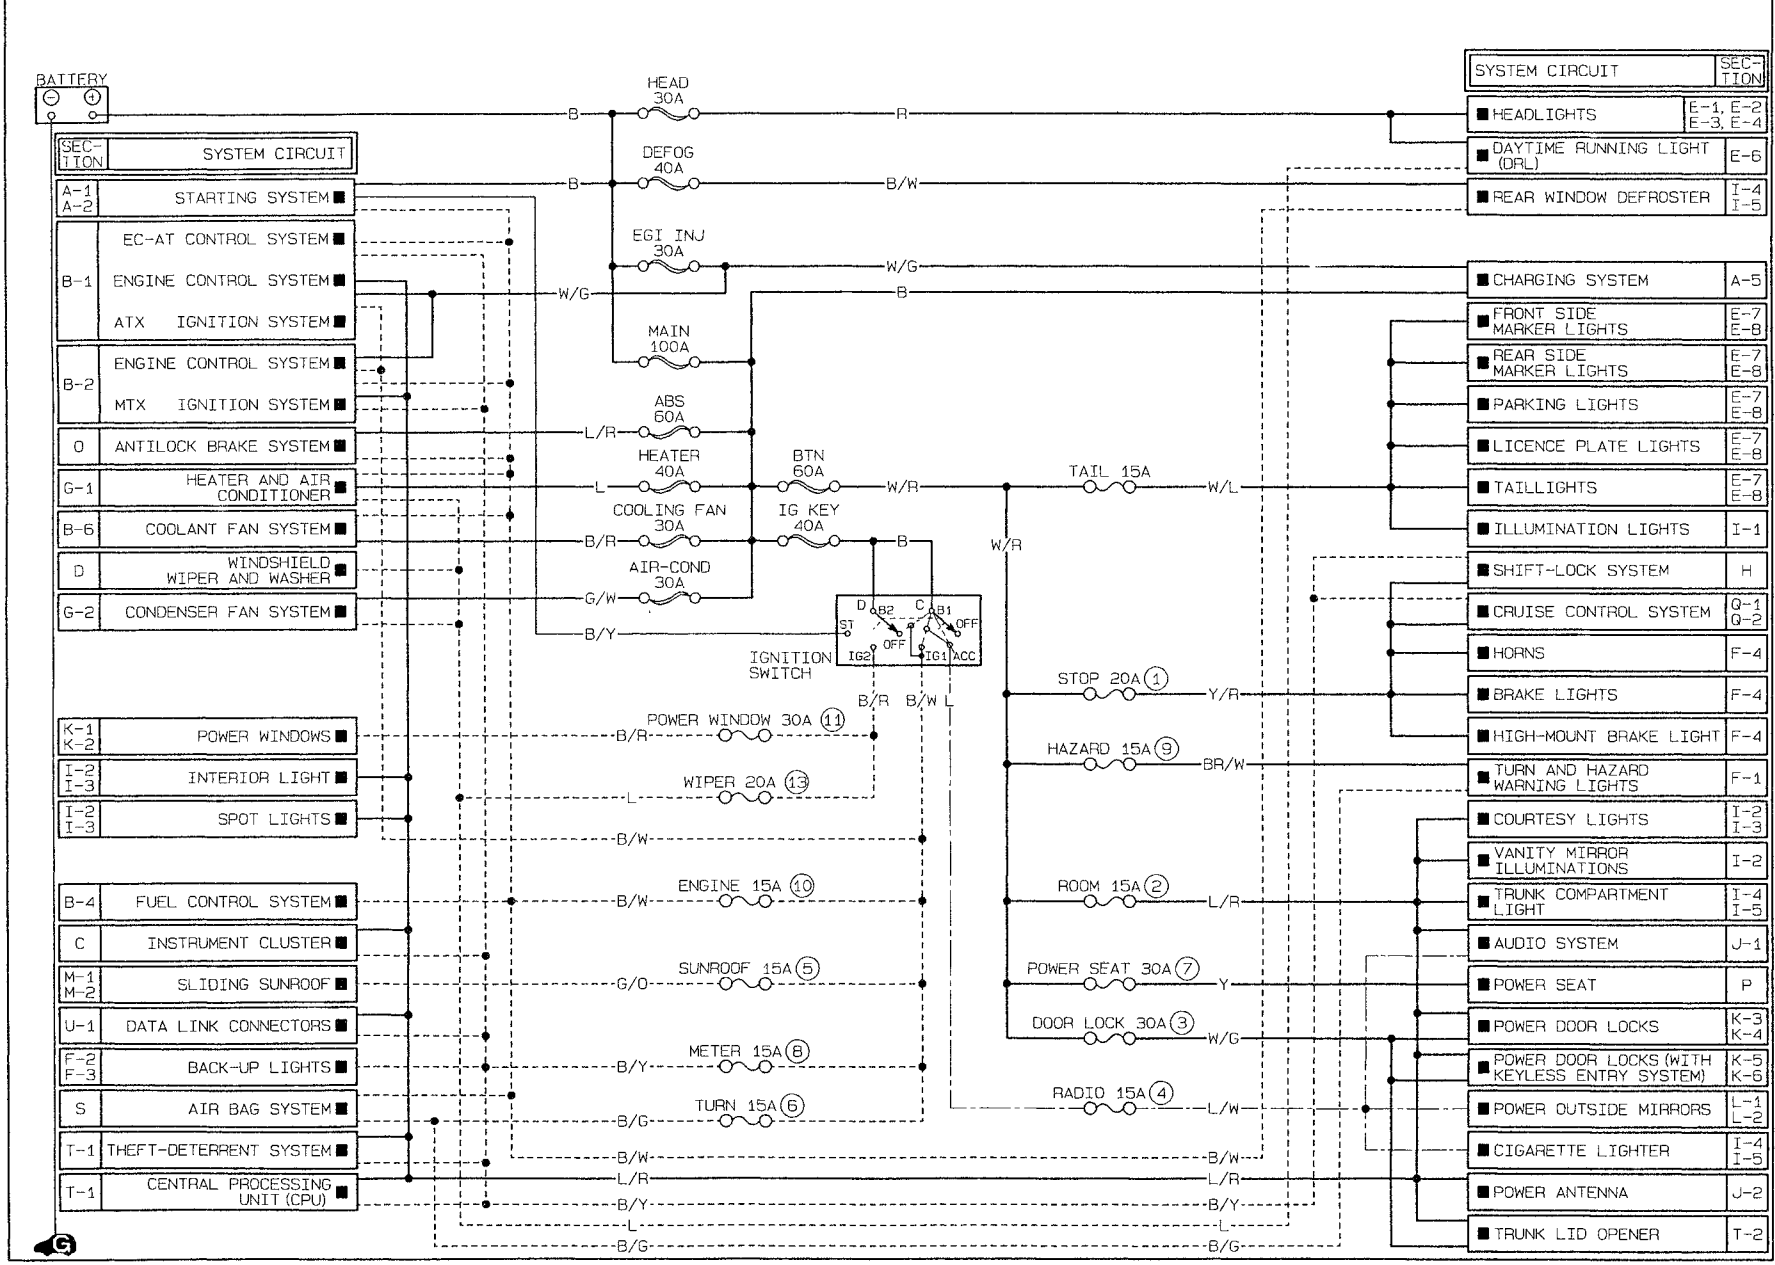 BATTERY
SEC-
TION
SYSTEM CIRCUIT
A-1
A-2
STARTING SYSTEM
B-1
EC-AT CONTROL SYSTEM
ENGINE CONTROL SYSTEM
ATX IGNITION SYSTEM
B-2
ENGINE CONTROL SYSTEM
MTX IGNITION SYSTEM
O
ANTILOCK BRAKE SYSTEM
G-1
HEATER AND AIR
CONDITIONER
B-6
COOLANT FAN SYSTEM
D
WINDSHIELD
WIPER AND WASHER
G-2
CONDENSER FAN SYSTEM
K-1
K-2
POWER WINDOWS
I-2
I-3
INTERIOR LIGHT
I-2
I-3
SPOT LIGHTS
B-4
FUEL CONTROL SYSTEM
C
INSTRUMENT CLUSTER
M-1
M-2
SLIDING SUNROOF
U-1
DATA LINK CONNECTORS
F-2
F-3
BACK-UP LIGHTS
S
AIR BAG SYSTEM
T-1
THEFT-DETERRENT SYSTEM
T-1
CENTRAL PROCESSING
UNIT (CPU)
G
HEAD
30A
B
R
DEFOG
40A
B
B/W
EGI INJ
30A
W/G
W/G
B
MAIN
100A
ABS
60A
L/R
HEATER
40A
L
BTN
60A
W/R
COOLING FAN
30A
B/R
IG KEY
40A
B
AIR-COND
30A
G/W
B/Y
D
B2
C
B1
ST
OFF
OFF
IG2
IG1
ACC
IGNITION
SWITCH
B/R
B/W
L
W/R
TAIL 15A
W/L
STOP 20A 1
Y/R
HAZARD 15A 9
BR/W
ROOM 15A 2
L/R
POWER SEAT 30A 7
Y
DOOR LOCK 30A 3
W/G
RADIO 15A 4
L/W
POWER WINDOW 30A 11
B/R
WIPER 20A 13
L
B/W
ENGINE 15A 10
B/W
SUNROOF 15A 5
G/O
METER 15A 8
B/Y
TURN 15A 6
B/G
B/W
B/W
L/R
L/R
B/Y
B/Y
L
L
B/G
B/G
SYSTEM CIRCUIT
SEC-
TION
HEADLIGHTS
E-1, E-2
E-3, E-4
DAYTIME RUNNING LIGHT
(DRL)
E-6
REAR WINDOW DEFROSTER
I-4
I-5
CHARGING SYSTEM
A-5
FRONT SIDE
MARKER LIGHTS
E-7
E-8
REAR SIDE
MARKER LIGHTS
E-7
E-8
PARKING LIGHTS
E-7
E-8
LICENCE PLATE LIGHTS
E-7
E-8
TAILLIGHTS
E-7
E-8
ILLUMINATION LIGHTS
I-1
SHIFT-LOCK SYSTEM
H
CRUISE CONTROL SYSTEM
Q-1
Q-2
HORNS
F-4
BRAKE LIGHTS
F-4
HIGH-MOUNT BRAKE LIGHT
F-4
TURN AND HAZARD
WARNING LIGHTS
F-1
COURTESY LIGHTS
I-2
I-3
VANITY MIRROR
ILLUMINATIONS
I-2
TRUNK COMPARTMENT
LIGHT
I-4
I-5
AUDIO SYSTEM
J-1
POWER SEAT
P
POWER DOOR LOCKS
K-3
K-4
POWER DOOR LOCKS (WITH
KEYLESS ENTRY SYSTEM)
K-5
K-6
POWER OUTSIDE MIRRORS
L-1
L-2
CIGARETTE LIGHTER
I-4
I-5
POWER ANTENNA
J-2
TRUNK LID OPENER
T-2